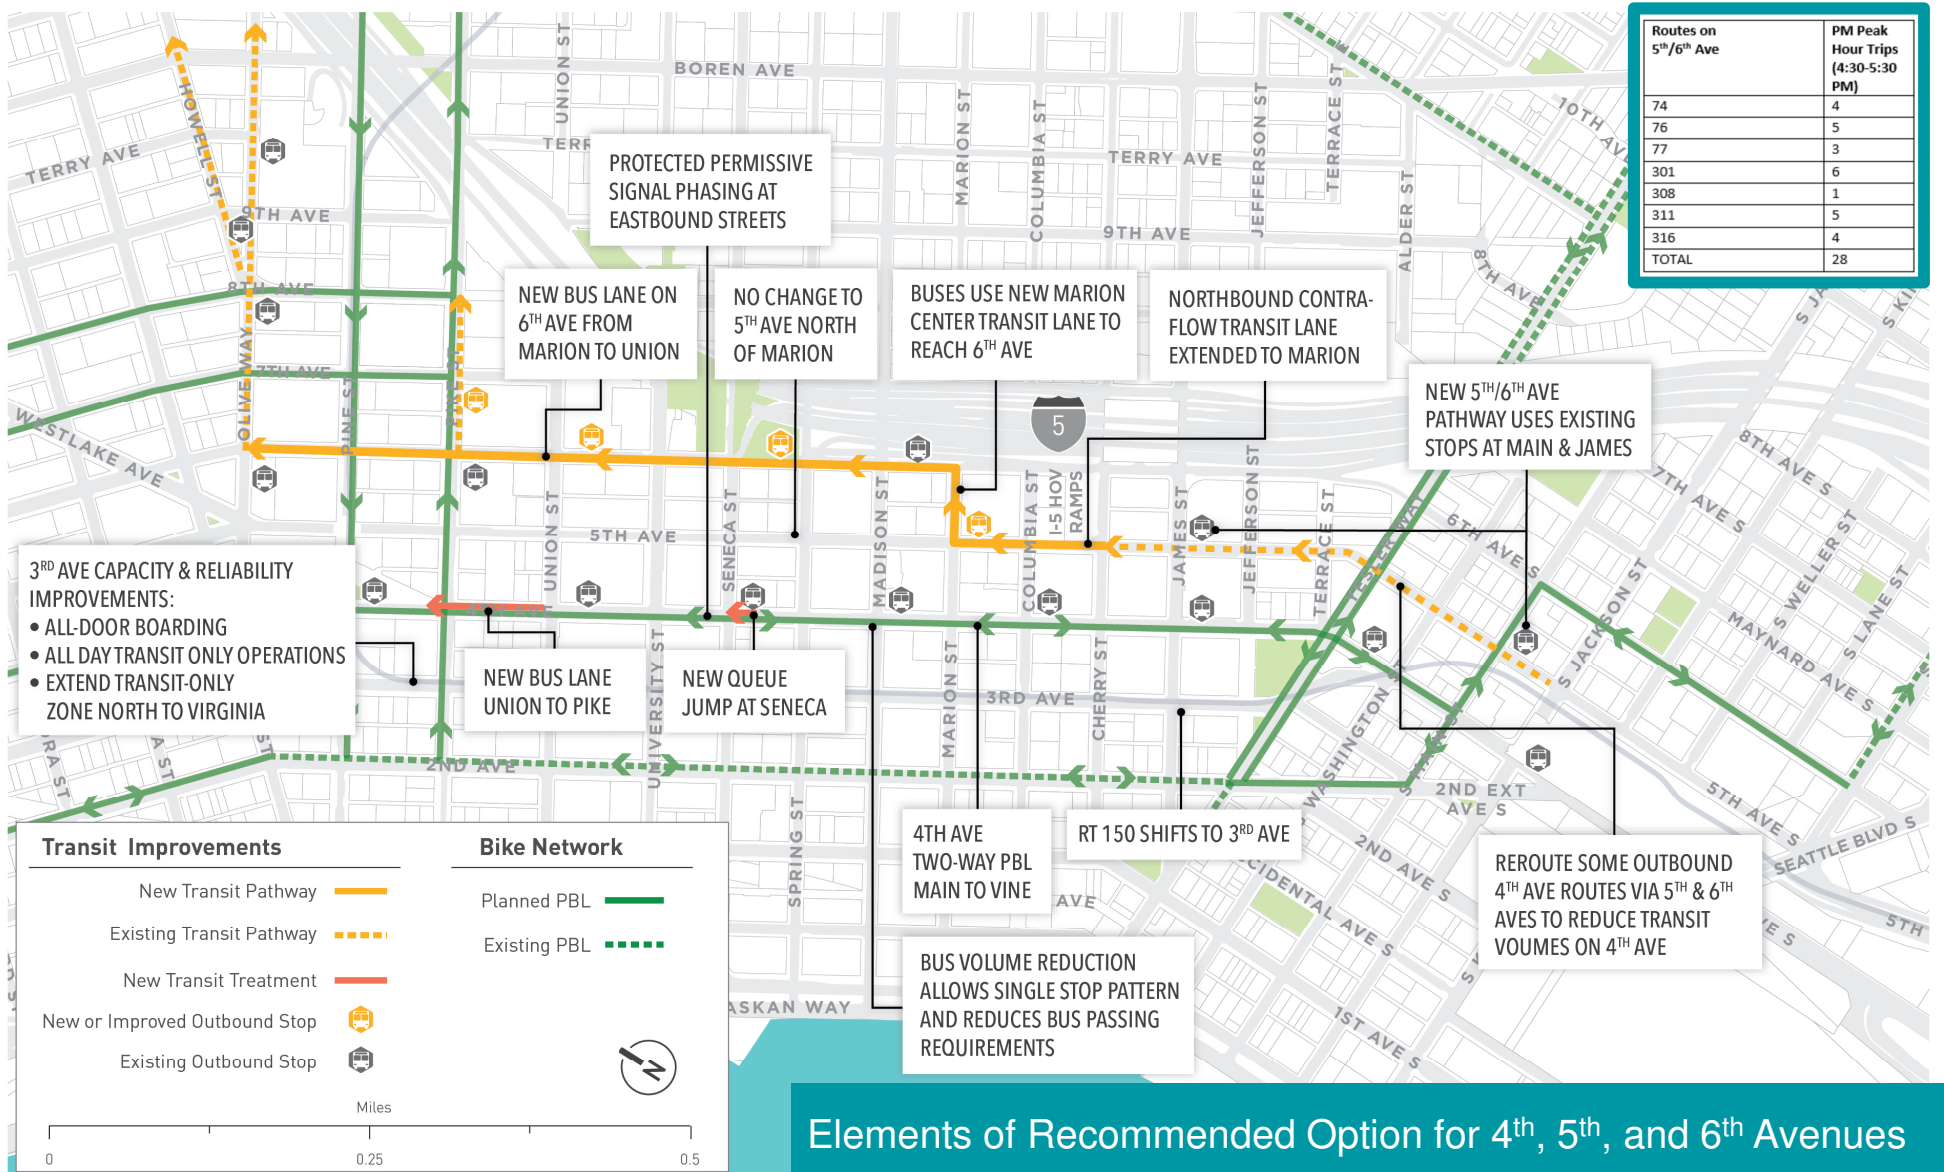 Routes on
5th/6th Ave
PM Peak
Hour Trips
(4:30-5:30
PM)
74 4
76 5
77 3
301 6
308 1
311 5
316 4
TOTAL 28
BOREN AVE
UNION ST
TERRY AVE
TERR
TERRY AVE
HOWELL ST
MARION ST
COLUMBIA ST
JEFFERSON ST
TERRACE ST
ALDER ST
10TH AVE
9TH AVE
9TH AVE
8TH AVE
8TH AVE
7TH AVE
OLIVE WAY
PINE ST
PIKE ST
WESTLAKE AVE
PROTECTED PERMISSIVE
SIGNAL PHASING AT
EASTBOUND STREETS
NEW BUS LANE ON
6TH AVE FROM
MARION TO UNION
NO CHANGE TO
5TH AVE NORTH
OF MARION
BUSES USE NEW MARION
CENTER TRANSIT LANE TO
REACH 6TH AVE
NORTHBOUND CONTRA-
FLOW TRANSIT LANE
EXTENDED TO MARION
NEW 5TH/6TH AVE
PATHWAY USES EXISTING
STOPS AT MAIN & JAMES
5
S JA
S KIN
8TH AVE S
7TH AVE S
6TH AVE S
UNION ST
5TH AVE
SENECA ST
MADISON ST
COLUMBIA ST
I-5 HOV
RAMPS
JAMES ST
JEFFERSON ST
TERRACE ST
YESLER WAY
S JACKSON ST
S WELLER ST
S LANE ST
MAYNARD AVE S
3RD AVE CAPACITY & RELIABILITY
IMPROVEMENTS:
• ALL-DOOR BOARDING
• ALL DAY TRANSIT ONLY OPERATIONS
• EXTEND TRANSIT-ONLY
ZONE NORTH TO VIRGINIA
NEW BUS LANE
UNION TO PIKE
NEW QUEUE
JUMP AT SENECA
UNIVERSITY ST
MARION ST
3RD AVE
CHERRY ST
2ND AVE
SPRING ST
WASHINGTON ST
S MAIN ST
2ND EXT
AVE S
5TH AVE S
SEATTLE BLVD S
4TH AVE
TWO-WAY PBL
MAIN TO VINE
RT 150 SHIFTS TO 3RD AVE
REROUTE SOME OUTBOUND
4TH AVE ROUTES VIA 5TH & 6TH
AVES TO REDUCE TRANSIT
VOUMES ON 4TH AVE
BUS VOLUME REDUCTION
ALLOWS SINGLE STOP PATTERN
AND REDUCES BUS PASSING
REQUIREMENTS
AVE
2ND AVE S
CCIDENTAL AVE S
1ST AVE S
VE S
5TH
ASKAN WAY
Transit Improvements
New Transit Pathway
Existing Transit Pathway
New Transit Treatment
New or Improved Outbound Stop
Existing Outbound Stop
Bike Network
Planned PBL
Existing PBL
N
Miles
0 0.25 0.5
Elements of Recommended Option for 4th, 5th, and 6th Avenues